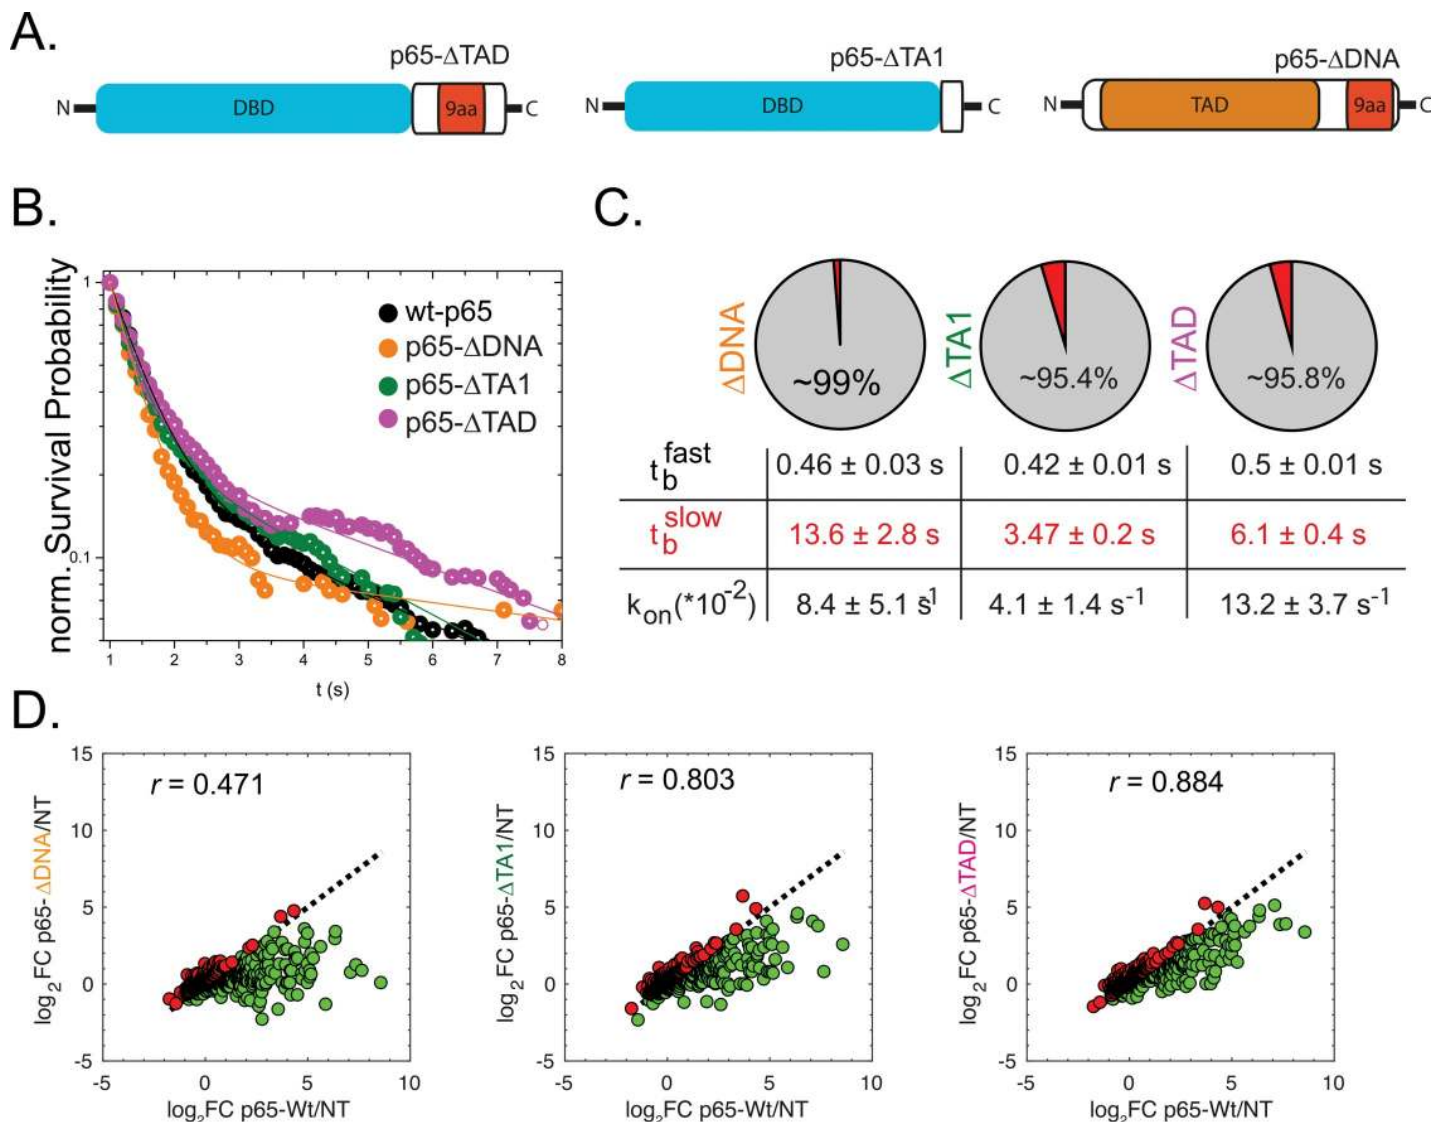 A.
p65-ΔTAD
N DBD 9aa C
p65-ΔTA1
N DBD C
p65-ΔDNA
N TAD 9aa C
B.
norm. Survival Probability
1
0.1
wt-p65
p65-ΔDNA
p65-ΔTA1
p65-ΔTAD
1 2 3 4 5 6 7 8
t (s)
C.
ΔDNA
~99%
ΔTA1
~95.4%
ΔTAD
~95.8%
t_b^fast 0.46 ± 0.03 s 0.42 ± 0.01 s 0.5 ± 0.01 s
t_b^slow 13.6 ± 2.8 s 3.47 ± 0.2 s 6.1 ± 0.4 s
k_on(*10^-2) 8.4 ± 5.1 s^-1 4.1 ± 1.4 s^-1 13.2 ± 3.7 s^-1
D.
log₂FC p65-ΔDNA/NT
r = 0.471
15
10
5
0
-5
-5 0 5 10
log₂FC p65-Wt/NT
log₂FC p65-ΔTA1/NT
r = 0.803
15
10
5
0
-5
-5 0 5 10
log₂FC p65-Wt/NT
log₂FC p65-ΔTAD/NT
r = 0.884
15
10
5
0
-5
-5 0 5 10
log₂FC p65-Wt/NT